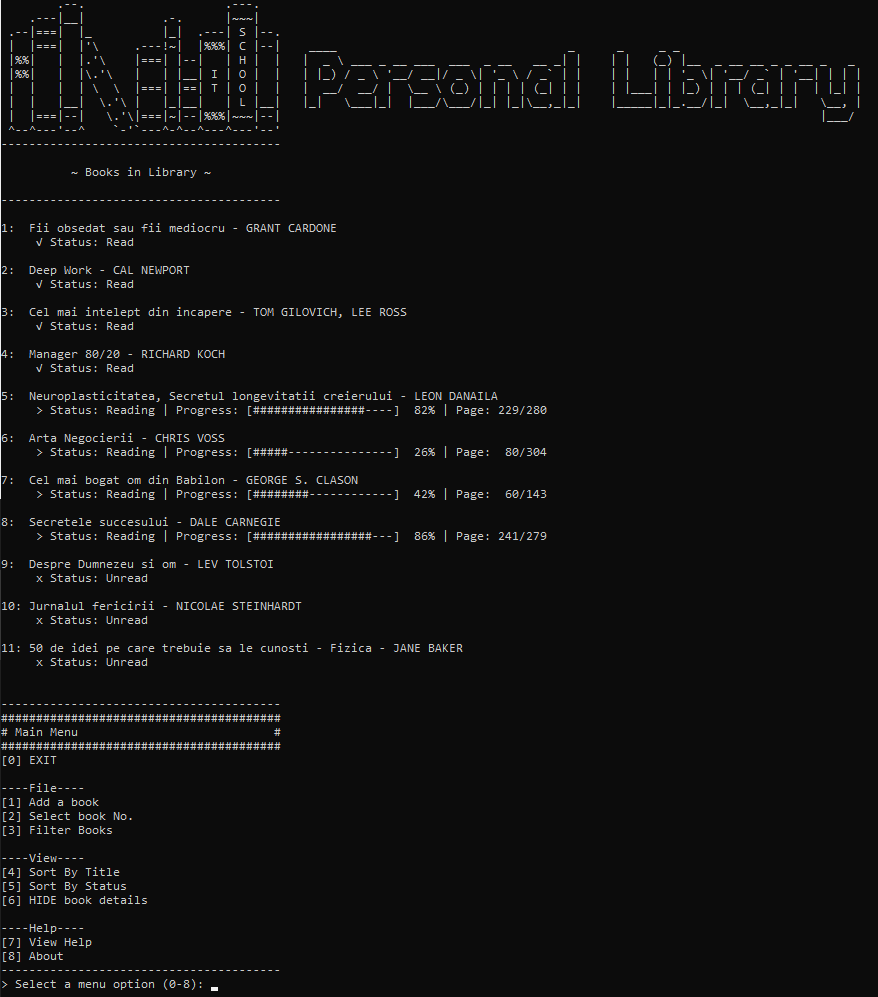 IT SCHOOL
Personal Library
----------------------------------------
~ Books in Library ~
----------------------------------------
1:  Fii obsedat sau fii mediocru - GRANT CARDONE
√ Status: Read
2:  Deep Work - CAL NEWPORT
√ Status: Read
3:  Cel mai intelept din incapere - TOM GILOVICH, LEE ROSS
√ Status: Read
4:  Manager 80/20 - RICHARD KOCH
√ Status: Read
5:  Neuroplasticitatea, Secretul longevitatii creierului - LEON DANAILA
> Status: Reading | Progress: [################----]  82% | Page: 229/280
6:  Arta Negocierii - CHRIS VOSS
> Status: Reading | Progress: [#####---------------]  26% | Page:  80/304
7:  Cel mai bogat om din Babilon - GEORGE S. CLASON
> Status: Reading | Progress: [########------------]  42% | Page:  60/143
8:  Secretele succesului - DALE CARNEGIE
> Status: Reading | Progress: [#################---]  86% | Page: 241/279
9:  Despre Dumnezeu si om - LEV TOLSTOI
x Status: Unread
10: Jurnalul fericirii - NICOLAE STEINHARDT
x Status: Unread
11: 50 de idei pe care trebuie sa le cunosti - Fizica - JANE BAKER
x Status: Unread
----------------------------------------
########################################
# Main Menu                            #
########################################
[0] EXIT
----File----
[1] Add a book
[2] Select book No.
[3] Filter Books
----View----
[4] Sort By Title
[5] Sort By Status
[6] HIDE book details
----Help----
[7] View Help
[8] About
----------------------------------------
> Select a menu option (0-8): _